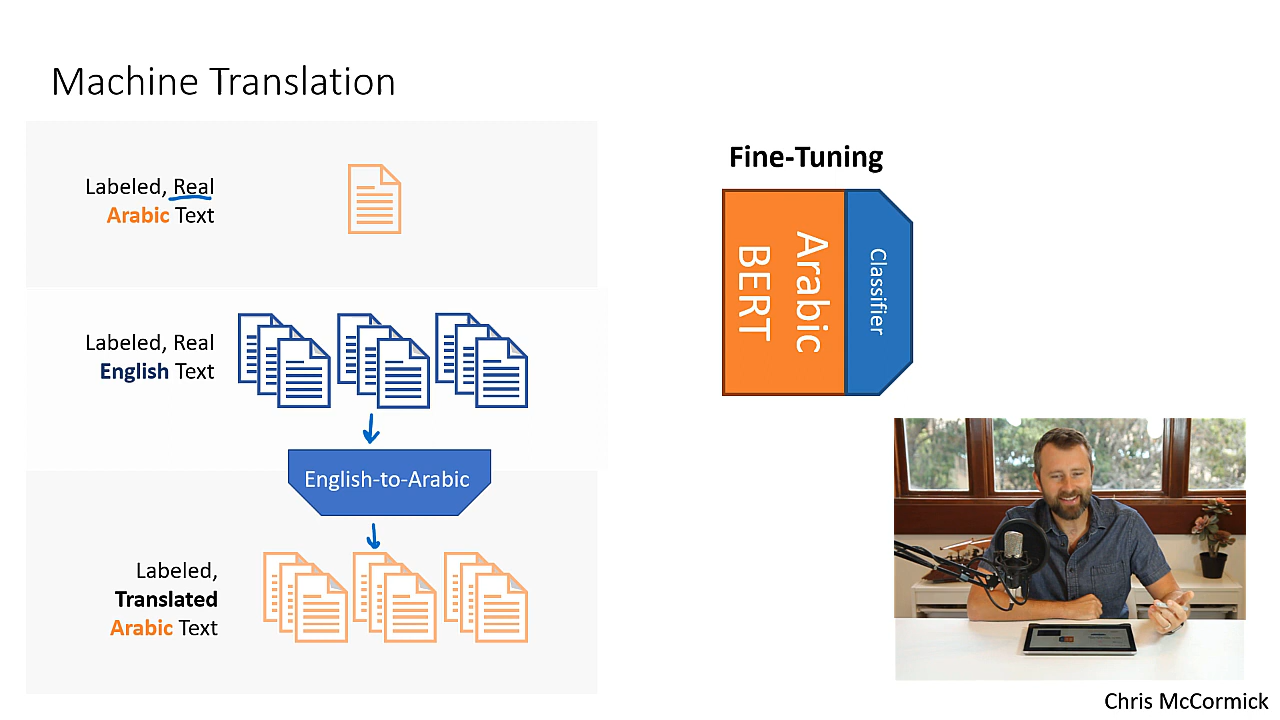 Machine Translation
Labeled, Real
Arabic Text
Labeled, Real
English Text
English-to-Arabic
Labeled,
Translated
Arabic Text
Fine-Tuning
Arabic
BERT
Classifier
Chris McCormick